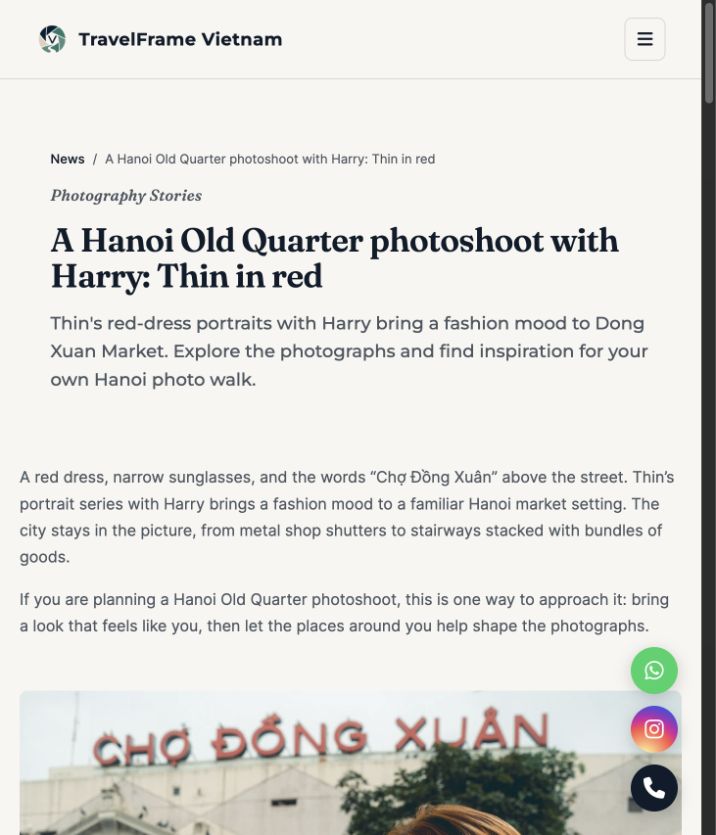 TravelFrame Vietnam
News / A Hanoi Old Quarter photoshoot with Harry: Thin in red
Photography Stories
A Hanoi Old Quarter photoshoot with
Harry: Thin in red
Thin's red-dress portraits with Harry bring a fashion mood to Dong
Xuan Market. Explore the photographs and find inspiration for your
own Hanoi photo walk.
A red dress, narrow sunglasses, and the words “Chợ Đồng Xuân” above the street. Thin’s
portrait series with Harry brings a fashion mood to a familiar Hanoi market setting. The
city stays in the picture, from metal shop shutters to stairways stacked with bundles of
goods.
If you are planning a Hanoi Old Quarter photoshoot, this is one way to approach it: bring
a look that feels like you, then let the places around you help shape the photographs.
CHỢ ĐỒNG XUÂN